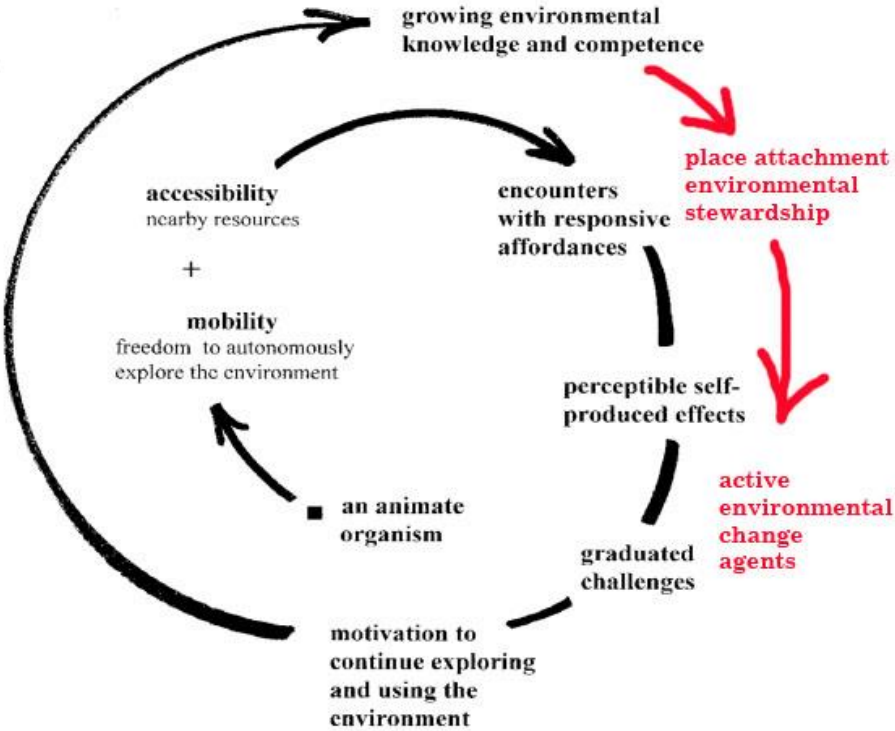 growing environmental
knowledge and competence
place attachment
environmental
stewardship
accessibility
nearby resources
+
mobility
freedom to autonomously
explore the environment
encounters
with responsive
affordances
perceptible self-
produced effects
active
environmental
change
agents
an animate
organism
graduated
challenges
motivation to
continue exploring
and using the
environment